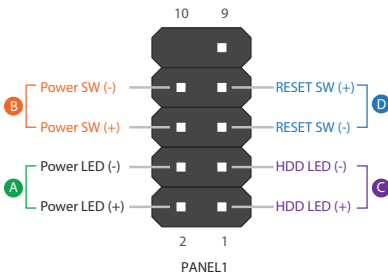 10 9
Power SW (-) RESET SW (+)
B D
Power SW (+) RESET SW (-)
Power LED (-) HDD LED (-)
A C
Power LED (+) HDD LED (+)
2 1
PANEL1